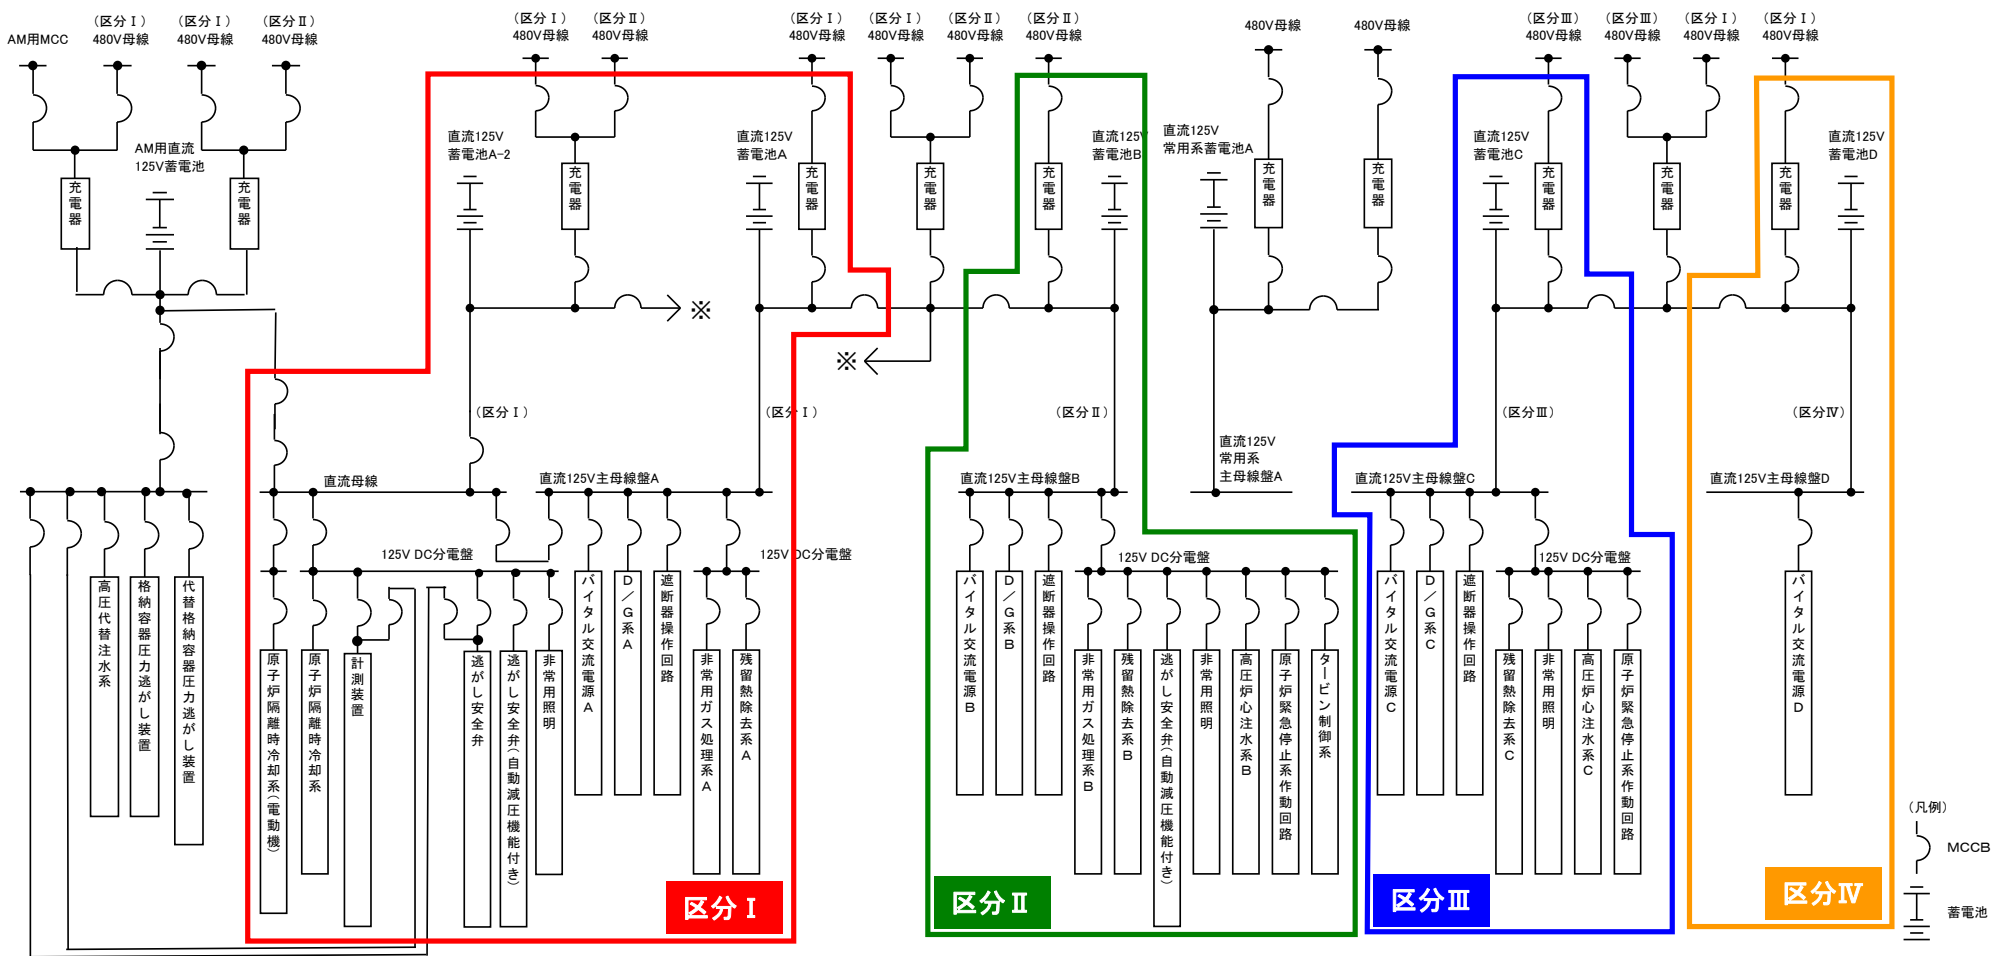 (区分Ⅰ)
(区分Ⅰ)
(区分Ⅱ)
AM用MCC
480V母線
480V母線
480V母線
(区分Ⅰ)
(区分Ⅱ)
480V母線
480V母線
(区分Ⅰ)
(区分Ⅰ)
(区分Ⅱ)
(区分Ⅱ)
480V母線
480V母線
480V母線
480V母線
480V母線
480V母線
(区分Ⅲ)
(区分Ⅲ)
(区分Ⅰ)
(区分Ⅰ)
480V母線
480V母線
480V母線
480V母線
AM用直流
125V蓄電池
直流125V
蓄電池A-2
直流125V
蓄電池A
直流125V
蓄電池B
直流125V
常用系蓄電池A
直流125V
蓄電池C
直流125V
蓄電池D
充電器
充電器
充電器
充電器
充電器
充電器
充電器
充電器
充電器
充電器
充電器
※
※
(区分Ⅰ)
(区分Ⅰ)
(区分Ⅱ)
(区分Ⅲ)
(区分Ⅳ)
直流母線
直流125V主母線盤A
直流125V主母線盤B
直流125V
常用系
主母線盤A
直流125V主母線盤C
直流125V主母線盤D
125V DC分電盤
125V DC分電盤
125V DC分電盤
125V DC分電盤
高圧代替注水系
格納容器圧力逃がし装置
代替格納容器圧力逃がし装置
原子炉隔離時冷却系(電動機)
原子炉隔離時冷却系
計測装置
逃がし安全弁
逃がし安全弁(自動減圧機能付き)
非常用照明
バイタル交流電源A
D/G系A
遮断器操作回路
非常用ガス処理系A
残留熱除去系A
バイタル交流電源B
D/G系B
遮断器操作回路
非常用ガス処理系B
残留熱除去系B
逃がし安全弁(自動減圧機能付き)
非常用照明
高圧炉心注水系B
原子炉緊急停止系作動回路
タービン制御系
バイタル交流電源C
D/G系C
遮断器操作回路
残留熱除去系C
非常用照明
高圧炉心注水系C
原子炉緊急停止系作動回路
バイタル交流電源D
区分Ⅰ
区分Ⅱ
区分Ⅲ
区分Ⅳ
(凡例)
MCCB
蓄電池